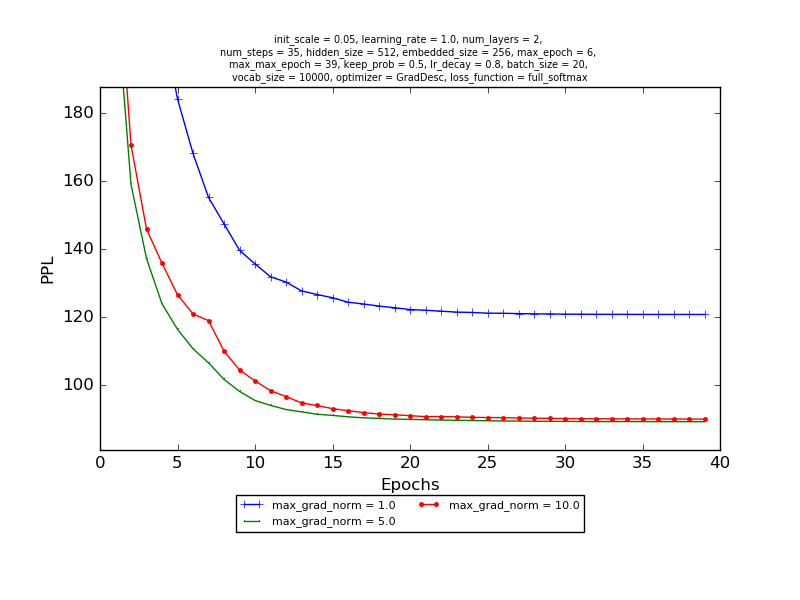 init_scale = 0.05, learning_rate = 1.0, num_layers = 2,
num_steps = 35, hidden_size = 512, embedded_size = 256, max_epoch = 6,
max_max_epoch = 39, keep_prob = 0.5, lr_decay = 0.8, batch_size = 20,
vocab_size = 10000, optimizer = GradDesc, loss_function = full_softmax
180
160
140
120
100
PPL
0 5 10 15 20 25 30 35 40
Epochs
max_grad_norm = 1.0 max_grad_norm = 10.0
max_grad_norm = 5.0